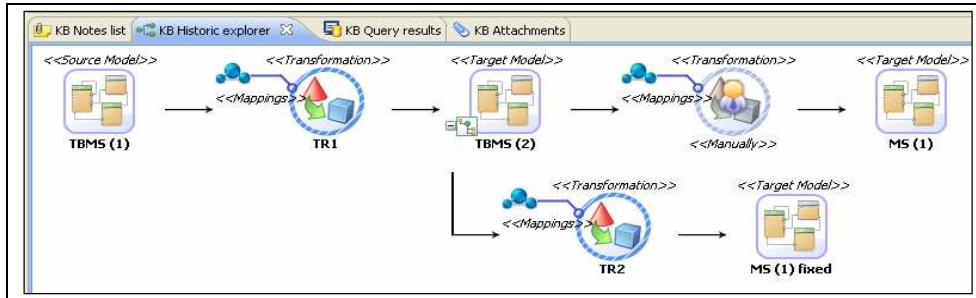 KB Notes list KB Historic explorer KB Query results KB Attachments
<<Source Model>> <<Transformation>> <<Target Model>> <<Transformation>> <<Target Model>>
<<Mappings>> <<Mappings>>
<<Manually>>
TBMS (1) TR1 TBMS (2) MS (1)
<<Transformation>> <<Target Model>>
<<Mappings>>
TR2 MS (1) fixed